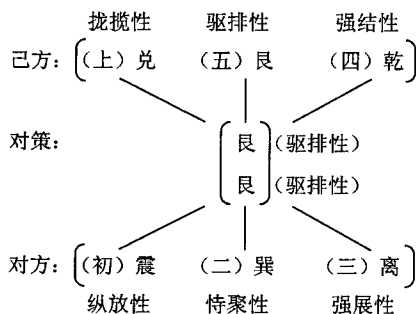 拢揽性 驱排性 强结性
己方：（上）兑 （五）艮 （四）乾
对策： 艮（驱排性）
艮（驱排性）
对方：（初）震 （二）巽 （三）离
纵放性 恃聚性 强展性